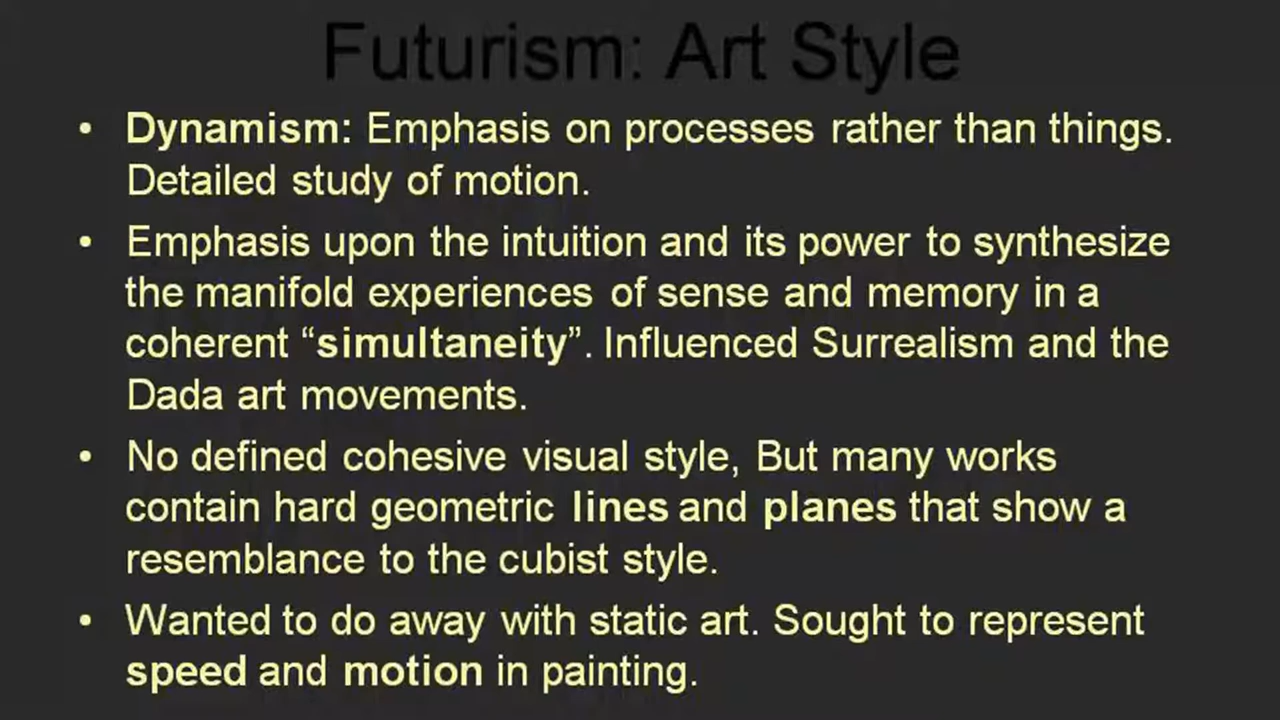 Futurism: Art Style
• Dynamism: Emphasis on processes rather than things.
Detailed study of motion.
• Emphasis upon the intuition and its power to synthesize
the manifold experiences of sense and memory in a
coherent “simultaneity”. Influenced Surrealism and the
Dada art movements.
• No defined cohesive visual style, But many works
contain hard geometric lines and planes that show a
resemblance to the cubist style.
• Wanted to do away with static art. Sought to represent
speed and motion in painting.